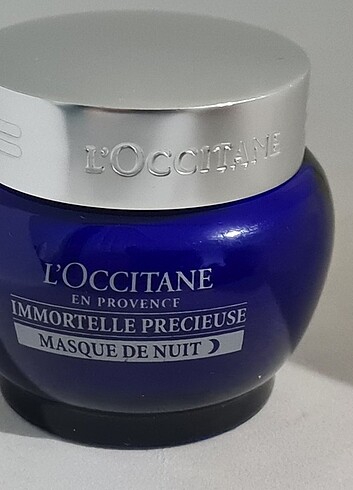 L'OCCITANE
L'OCCITANE
EN PROVENCE
IMMORTELLE PRECIEUSE
MASQUE DE NUIT